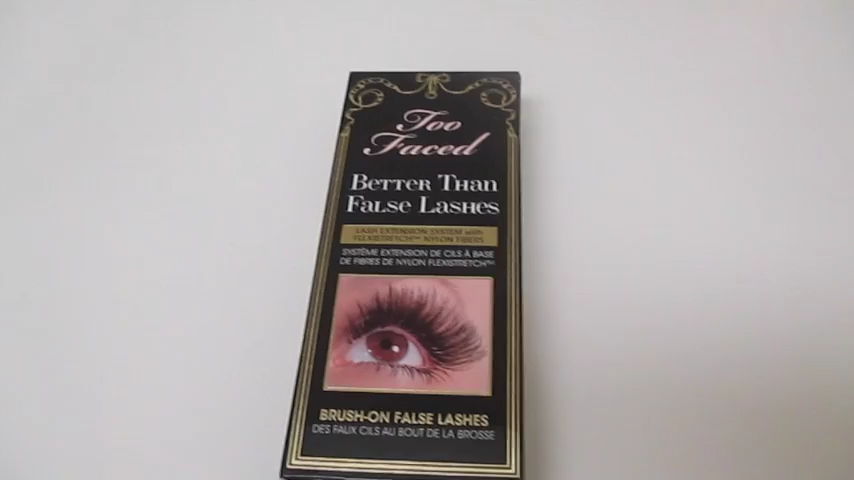 Too
Faced
Better Than
False Lashes
LASH EXTENSION SYSTEM with
FLEXISTRETCH™ NYLON FIBERS
SYSTÈME EXTENSION DE CILS À BASE
DE FIBRES DE NYLON FLEXISTRETCH™
BRUSH-ON FALSE LASHES
DES FAUX CILS AU BOUT DE LA BROSSE